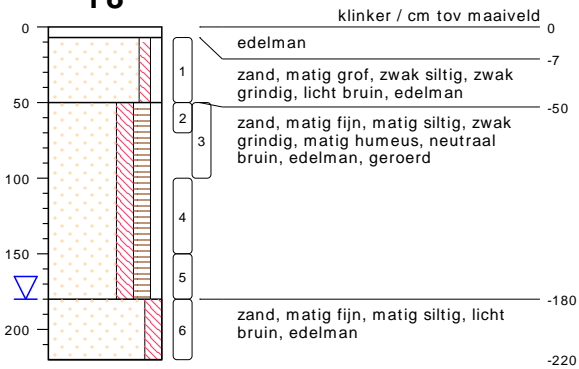 klinker / cm tov maaiveld
0
0
edelman
-7
1
zand, matig grof, zwak siltig, zwak
grindig, licht bruin, edelman
50
-50
2
zand, matig fijn, matig siltig, zwak
3
grindig, matig humeus, neutraal
bruin, edelman, geroerd
100
4
150
5
-180
6
zand, matig fijn, matig siltig, licht
200
bruin, edelman
-220